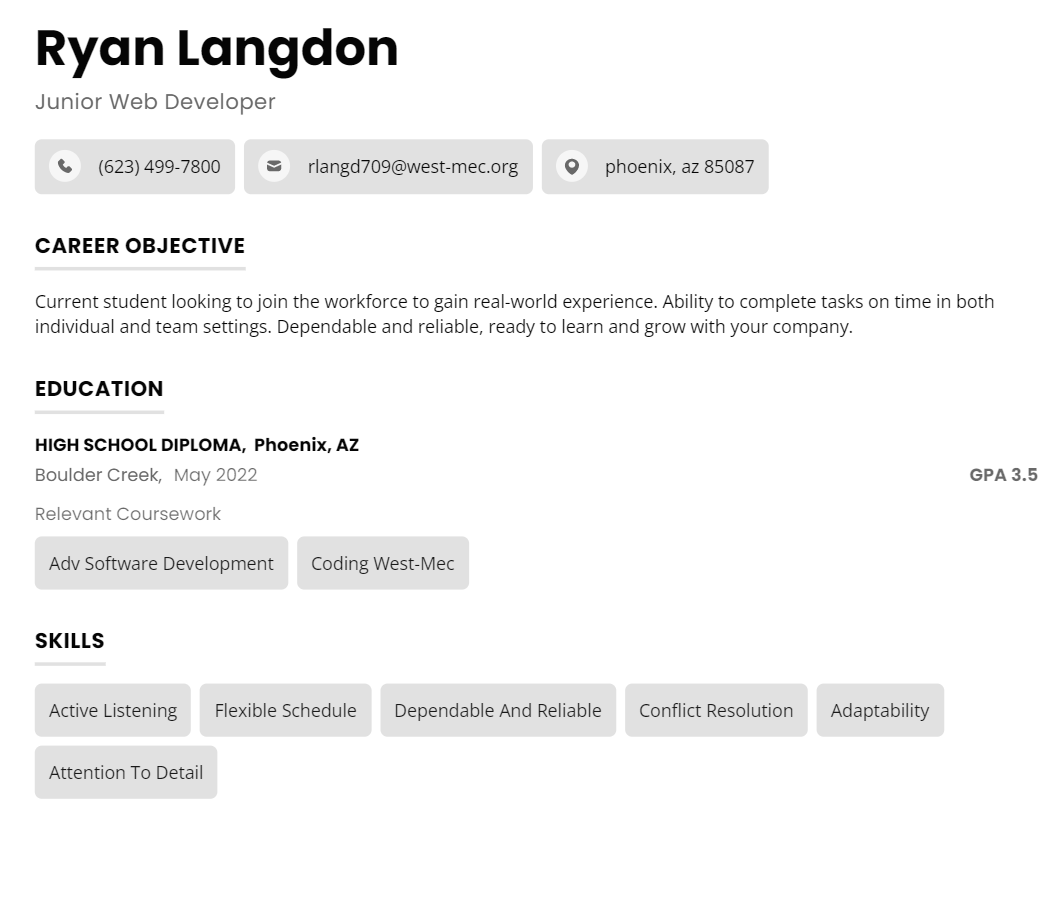 Ryan Langdon
Junior Web Developer
(623) 499-7800 rlangd709@west-mec.org phoenix, az 85087
CAREER OBJECTIVE
Current student looking to join the workforce to gain real-world experience. Ability to complete tasks on time in both
individual and team settings. Dependable and reliable, ready to learn and grow with your company.
EDUCATION
HIGH SCHOOL DIPLOMA, Phoenix, AZ
Boulder Creek, May 2022 GPA 3.5
Relevant Coursework
Adv Software Development Coding West-Mec
SKILLS
Active Listening Flexible Schedule Dependable And Reliable Conflict Resolution Adaptability
Attention To Detail